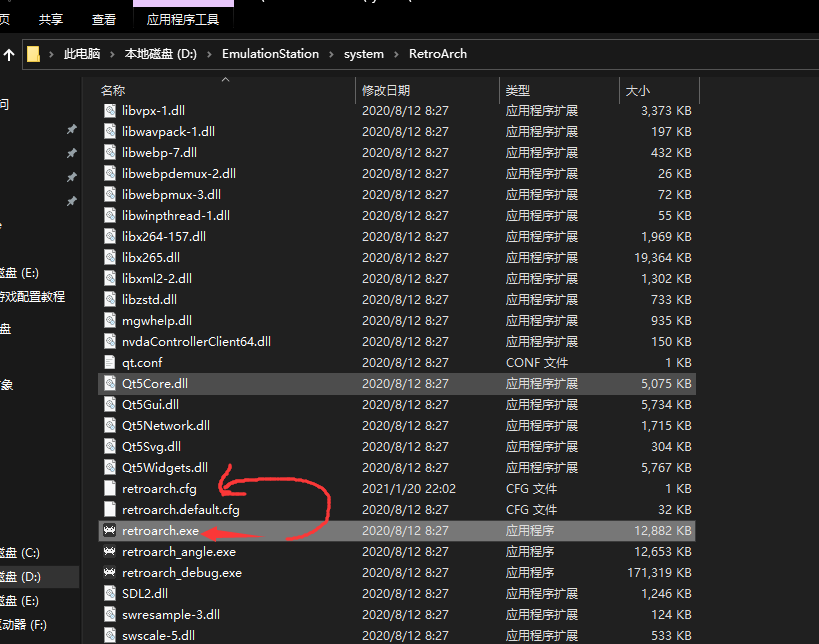 页 共享 查看 应用程序工具
此电脑 › 本地磁盘 (D:) › EmulationStation › system › RetroArch
名称 修改日期 类型 大小
问
libvpx-1.dll 2020/8/12 8:27 应用程序扩展 3,373 KB
libwavpack-1.dll 2020/8/12 8:27 应用程序扩展 197 KB
libwebp-7.dll 2020/8/12 8:27 应用程序扩展 432 KB
libwebpdemux-2.dll 2020/8/12 8:27 应用程序扩展 26 KB
libwebpmux-3.dll 2020/8/12 8:27 应用程序扩展 72 KB
libwinpthread-1.dll 2020/8/12 8:27 应用程序扩展 55 KB
libx264-157.dll 2020/8/12 8:27 应用程序扩展 1,969 KB
libx265.dll 2020/8/12 8:27 应用程序扩展 19,364 KB
磁盘 (E:)
libxml2-2.dll 2020/8/12 8:27 应用程序扩展 1,302 KB
游戏配置教程
libzstd.dll 2020/8/12 8:27 应用程序扩展 733 KB
mgwhelp.dll 2020/8/12 8:27 应用程序扩展 935 KB
盘
nvdaControllerClient64.dll 2020/8/12 8:27 应用程序扩展 150 KB
qt.conf 2020/8/12 8:27 CONF 文件 1 KB
Qt5Core.dll 2020/8/12 8:27 应用程序扩展 5,075 KB
象
Qt5Gui.dll 2020/8/12 8:27 应用程序扩展 5,734 KB
Qt5Network.dll 2020/8/12 8:27 应用程序扩展 1,715 KB
Qt5Svg.dll 2020/8/12 8:27 应用程序扩展 304 KB
Qt5Widgets.dll 2020/8/12 8:27 应用程序扩展 5,767 KB
retroarch.cfg 2021/1/20 22:02 CFG 文件 1 KB
retroarch.default.cfg 2020/8/12 8:27 CFG 文件 32 KB
retroarch.exe 2020/8/12 8:27 应用程序 12,882 KB
磁盘 (C:)
retroarch_angle.exe 2020/8/12 8:27 应用程序 12,653 KB
磁盘 (D:)
retroarch_debug.exe 2020/8/12 8:27 应用程序 171,319 KB
SDL2.dll 2020/8/12 8:27 应用程序扩展 1,246 KB
磁盘 (E:)
swresample-3.dll 2020/8/12 8:27 应用程序扩展 124 KB
驱动器 (F:)
swscale-5.dll 2020/8/12 8:27 应用程序扩展 533 KB